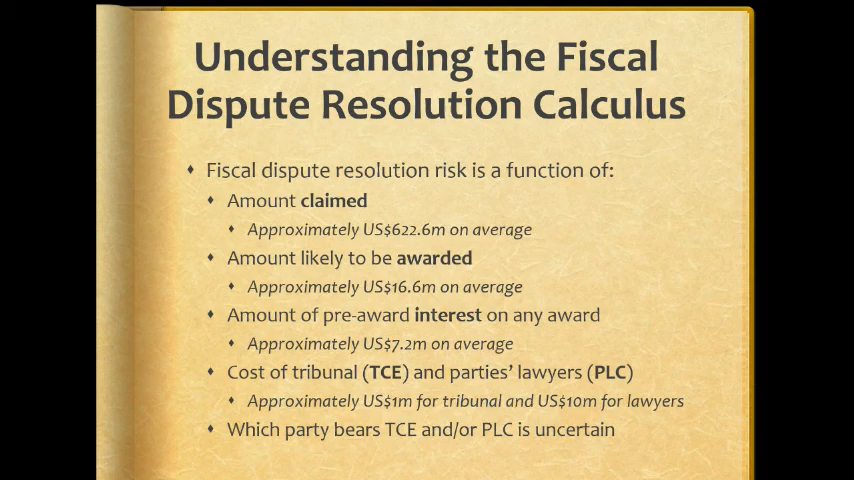 Understanding the Fiscal
Dispute Resolution Calculus
Fiscal dispute resolution risk is a function of:
Amount claimed
Approximately US$622.6m on average
Amount likely to be awarded
Approximately US$16.6m on average
Amount of pre-award interest on any award
Approximately US$7.2m on average
Cost of tribunal (TCE) and parties’ lawyers (PLC)
Approximately US$1m for tribunal and US$10m for lawyers
Which party bears TCE and/or PLC is uncertain